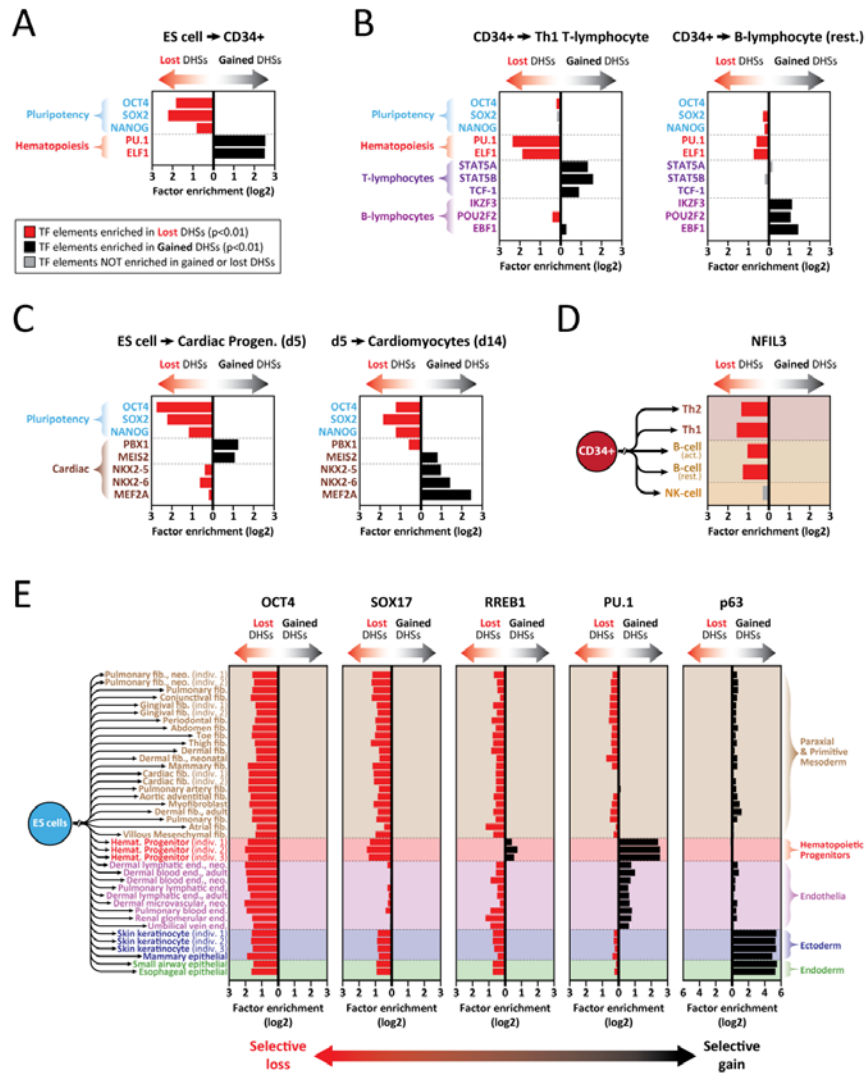 A
ES cell → CD34+
Lost DHSs
Gained DHSs
Pluripotency
OCT4
SOX2
NANOG
Hematopoiesis
PU.1
ELF1
3 2 1 0 1 2 3
Factor enrichment (log2)
TF elements enriched in Lost DHSs (p<0.01)
TF elements enriched in Gained DHSs (p<0.01)
TF elements NOT enriched in gained or lost DHSs
B
CD34+ → Th1 T-lymphocyte
Lost DHSs
Gained DHSs
Pluripotency
OCT4
SOX2
NANOG
Hematopoiesis
PU.1
ELF1
T-lymphocytes
STAT5A
STAT5B
TCF-1
B-lymphocytes
IKZF3
POU2F2
EBF1
3 2 1 0 1 2 3
Factor enrichment (log2)
CD34+ → B-lymphocyte (rest.)
Lost DHSs
Gained DHSs
OCT4
SOX2
NANOG
PU.1
ELF1
STAT5A
STAT5B
TCF-1
IKZF3
POU2F2
EBF1
3 2 1 0 1 2 3
Factor enrichment (log2)
C
ES cell → Cardiac Progen. (d5)
Lost DHSs
Gained DHSs
Pluripotency
OCT4
SOX2
NANOG
Cardiac
PBX1
MEIS2
NKX2-5
NKX2-6
MEF2A
3 2 1 0 1 2 3
Factor enrichment (log2)
d5 → Cardiomyocytes (d14)
Lost DHSs
Gained DHSs
OCT4
SOX2
NANOG
PBX1
MEIS2
NKX2-5
NKX2-6
MEF2A
3 2 1 0 1 2 3
Factor enrichment (log2)
D
NFIL3
Lost DHSs
Gained DHSs
CD34+
Th2
Th1
B-cell
(act.)
B-cell
(rest.)
NK-cell
3 2 1 0 1 2 3
Factor enrichment (log2)
E
OCT4
SOX17
RREB1
PU.1
p63
Lost DHSs
Gained DHSs
Lost DHSs
Gained DHSs
Lost DHSs
Gained DHSs
Lost DHSs
Gained DHSs
Lost DHSs
Gained DHSs
ES cells
Pulmonary fib., neo. (indiv. 1)
Pulmonary fib., neo. (indiv. 2)
Pulmonary fib.
Conjunctival fib.
Gingival fib. (indiv. 1)
Gingival fib. (indiv. 2)
Periodontal fib.
Abdomen fib.
Toe fib.
Thigh fib.
Dermal fib.
Dermal fib., neonatal
Mammary fib.
Cardiac fib. (indiv. 1)
Cardiac fib. (indiv. 2)
Pulmonary artery fib.
Aortic adventitial fib.
Myofibroblast
Dermal fib., adult
Pulmonary fib.
Atrial fib.
Villous Mesenchymal fib.
Hemat. Progenitor (indiv. 1)
Hemat. Progenitor (indiv. 2)
Hemat. Progenitor (indiv. 3)
Dermal lymphatic end., neo.
Dermal blood end., adult
Dermal blood end., neo.
Pulmonary lymphatic end.
Dermal lymphatic end., adult
Dermal microvascular, neo.
Pulmonary blood end.
Renal glomerular end.
Umbilical vein end.
Skin keratinocyte (indiv. 1)
Skin keratinocyte (indiv. 2)
Skin keratinocyte (indiv. 3)
Mammary epithelial
Small airway epithelial
Esophageal epithelial
Paraxial
& Primitive
Mesoderm
Hematopoietic
Progenitors
Endothelia
Ectoderm
Endoderm
3 2 1 0 1 2 3
3 2 1 0 1 2 3
3 2 1 0 1 2 3
3 2 1 0 1 2 3
6 4 2 0 2 4 6
Factor enrichment
(log2)
Factor enrichment
(log2)
Factor enrichment
(log2)
Factor enrichment
(log2)
Factor enrichment
(log2)
Selective
loss
Selective
gain